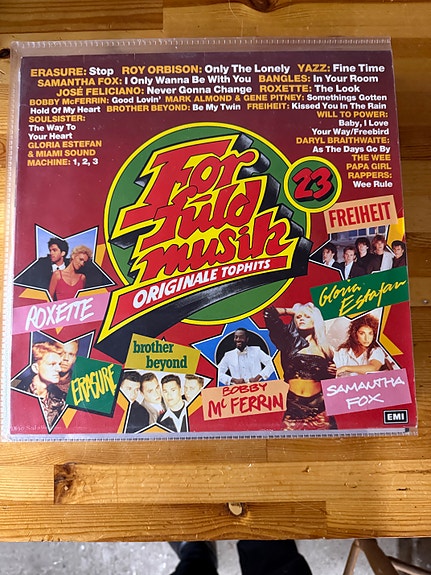 ERASURE: Stop ROY ORBISON: Only The Lonely YAZZ: Fine Time
SAMANTHA FOX: I Only Wanna Be With You BANGLES: In Your Room
JOSÉ FELICIANO: Never Gonna Change ROXETTE: The Look
BOBBY McFERRIN: Good Lovin' MARK ALMOND & GENE PITNEY: Somethings Gotten
Hold Of My Heart BROTHER BEYOND: Be My Twin FREIHEIT: Kissed You In The Rain
SOULSISTER:
The Way To
Your Heart
GLORIA ESTEFAN
& MIAMI SOUND
MACHINE: 1, 2, 3
WILL TO POWER:
Baby, I Love
Your Way/Freebird
DARYL BRAITHWAITE:
As The Days Go By
THE WEE
PAPA GIRL
RAPPERS:
Wee Rule
For
fuld
musik
23
ORIGINALE TOPHITS
FREIHEIT
Gloria
Estefan
ROXETTE
brother
beyond
ERASURE
BOBBY
McFERRIN
SAMANTHA
FOX
EMI